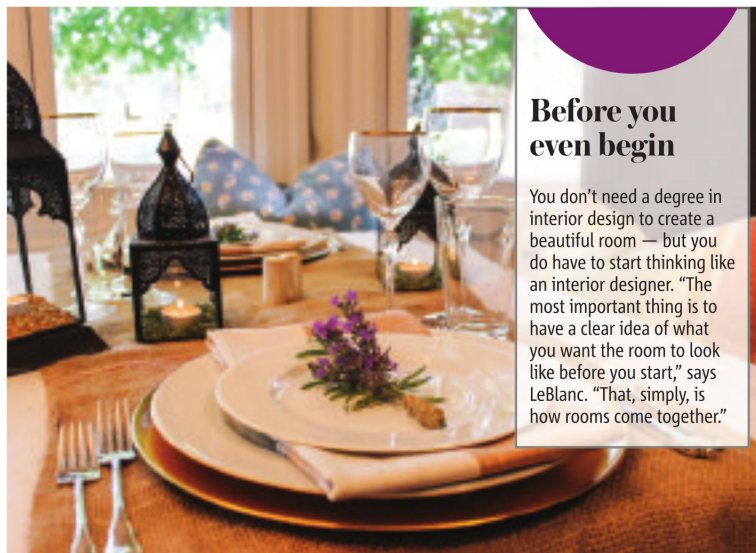 Before you
even begin
You don’t need a degree in
interior design to create a
beautiful room — but you
do have to start thinking like
an interior designer. “The
most important thing is to
have a clear idea of what
you want the room to look
like before you start,” says
LeBlanc. “That, simply, is
how rooms come together.”